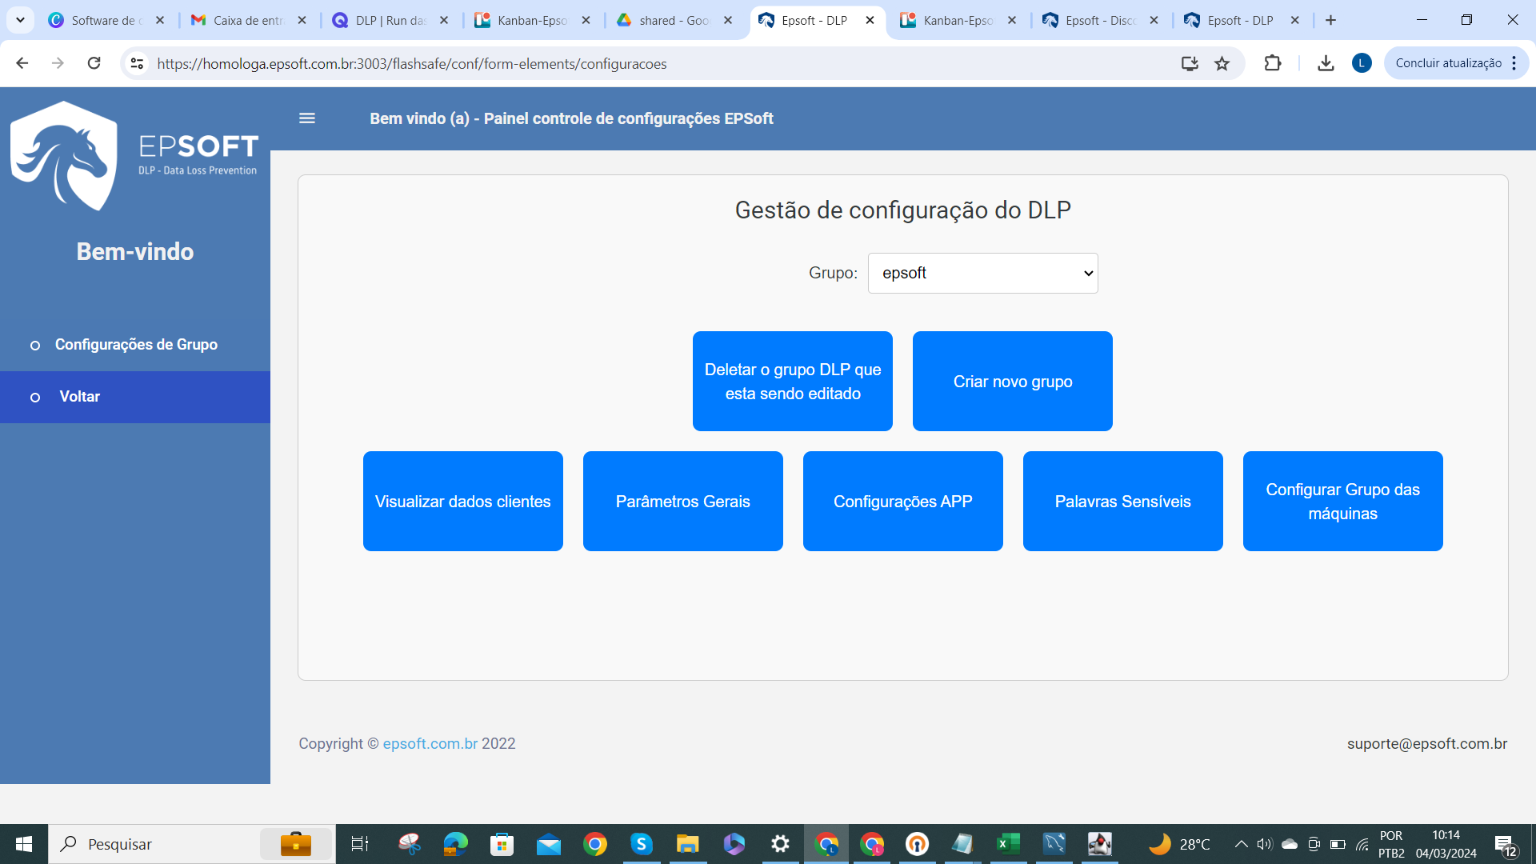 Software de c
Caixa de entr
DLP | Run das
Kanban-Epso
shared - Goo
Epsoft - DLP
Kanban-Epso
Epsoft - Disc
Epsoft - DLP
https://homologa.epsoft.com.br:3003/flashsafe/conf/form-elements/configuracoes
L
Concluir atualização
EPSOFT
DLP - Data Loss Prevention
Bem vindo (a) - Painel controle de configurações EPSoft
Bem-vindo
Configurações de Grupo
Voltar
Gestão de configuração do DLP
Grupo: epsoft
Deletar o grupo DLP que
esta sendo editado
Criar novo grupo
Visualizar dados clientes
Parâmetros Gerais
Configurações APP
Palavras Sensíveis
Configurar Grupo das
máquinas
Copyright © epsoft.com.br 2022
suporte@epsoft.com.br
Pesquisar
28°C
POR
PTB2
10:14
04/03/2024
12